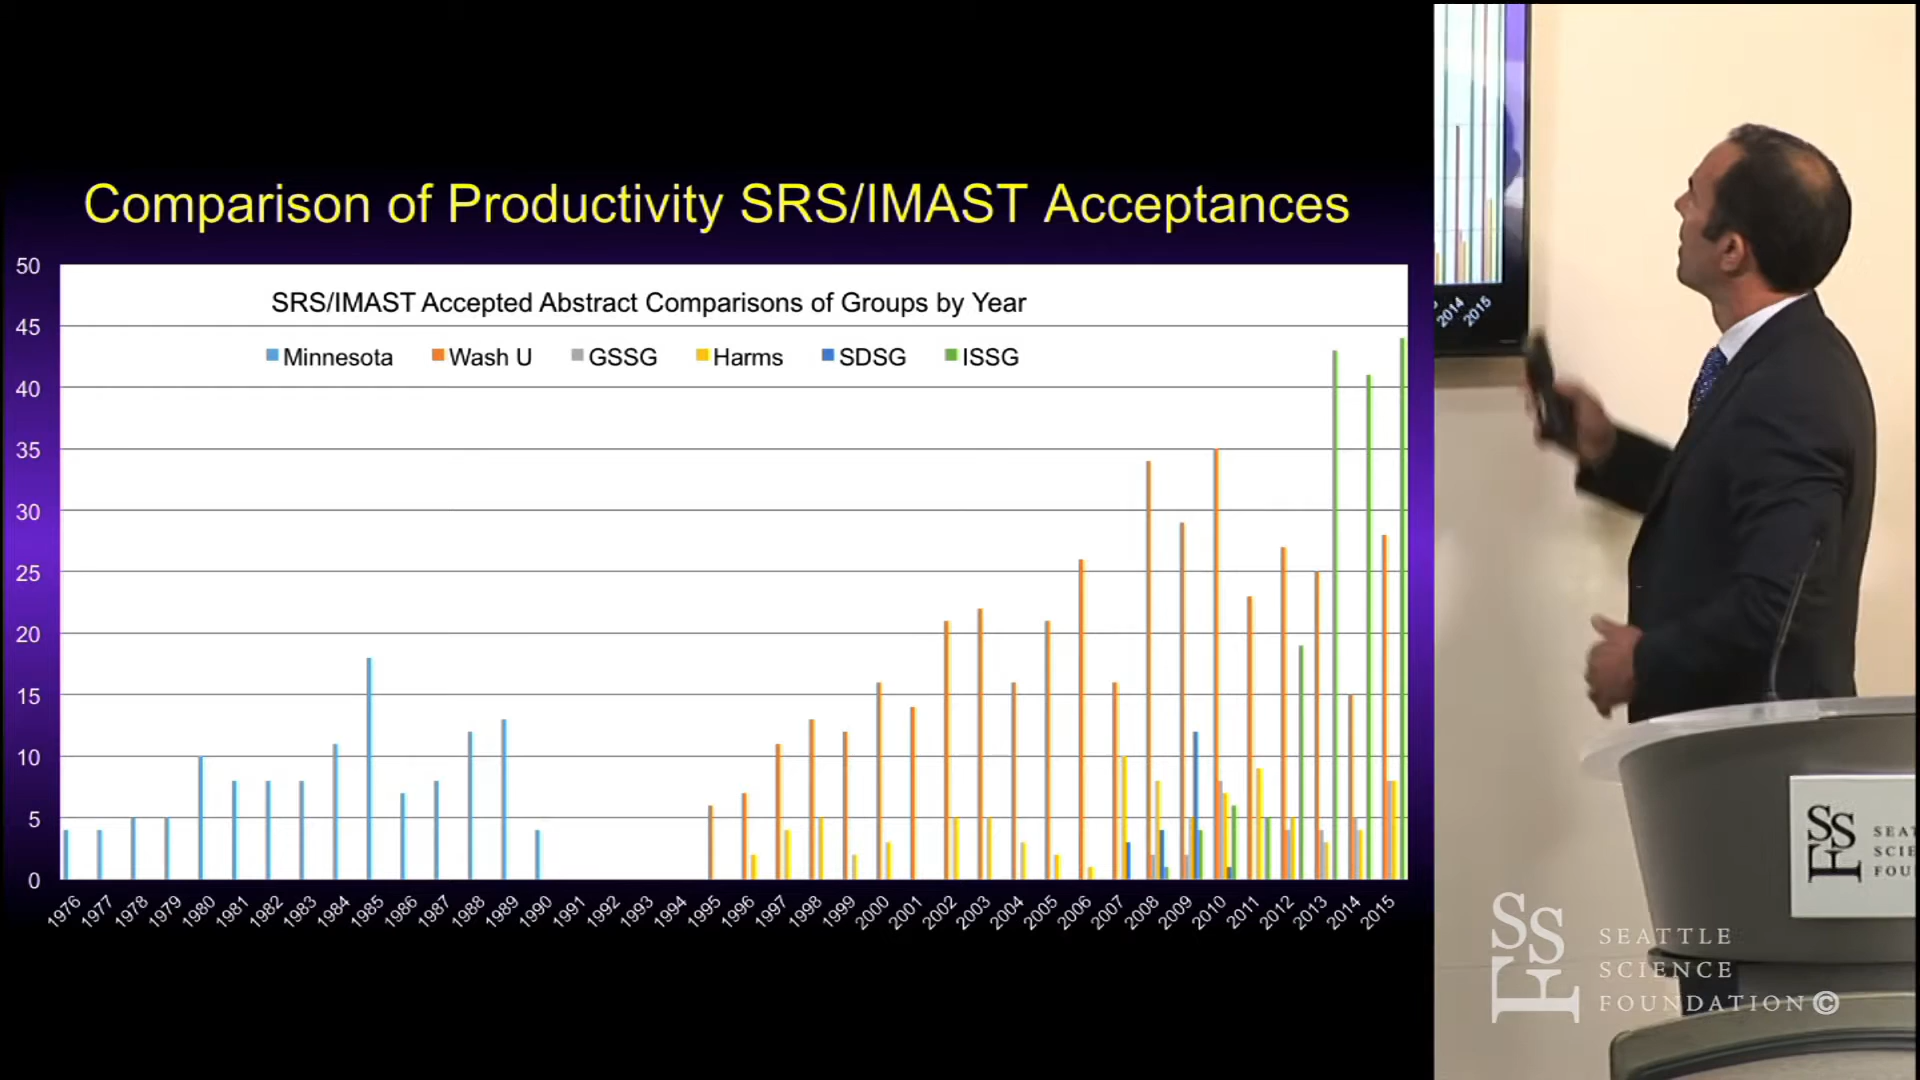 Comparison of Productivity SRS/IMAST Acceptances
SRS/IMAST Accepted Abstract Comparisons of Groups by Year
Minnesota Wash U GSSG Harms SDSG ISSG
50
45
40
35
30
25
20
15
10
5
0
1976 1977 1978 1979 1980 1981 1982 1983 1984 1985 1986 1987 1988 1989 1990 1991 1992 1993 1994 1995 1996 1997 1998 1999 2000 2001 2002 2003 2004 2005 2006 2007 2008 2009 2010 2011 2012 2013 2014 2015
2014 2015
SSF
SEATTLE
SCIENCE
FOUNDATION©